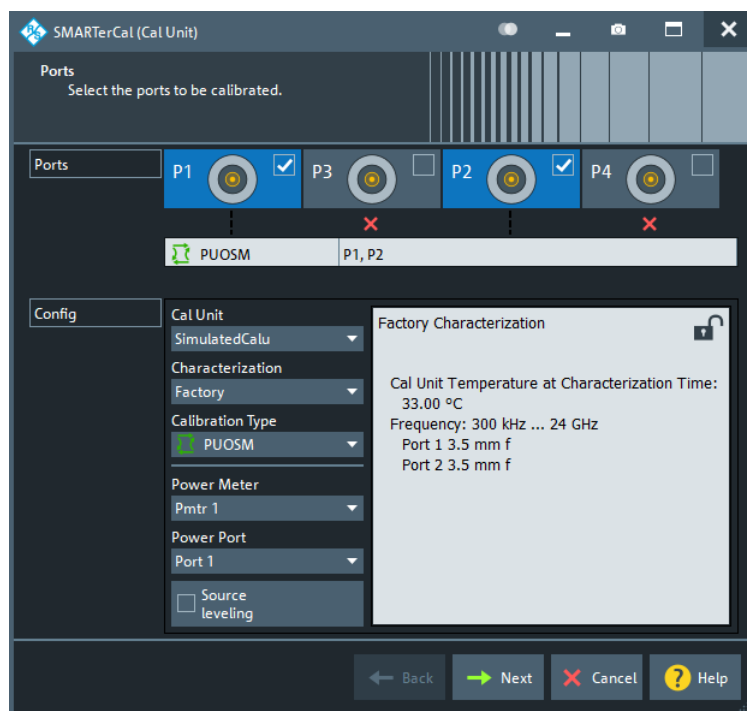 SMARTerCal (Cal Unit)
Ports
Select the ports to be calibrated.
Ports
P1 P3 P2 P4
PUOSM P1, P2
Config
Cal Unit
SimulatedCalu
Characterization
Factory
Calibration Type
PUOSM
Power Meter
Pmtr 1
Power Port
Port 1
Source
leveling
Factory Characterization
Cal Unit Temperature at Characterization Time:
33.00 ºC
Frequency: 300 kHz ... 24 GHz
Port 1 3.5 mm f
Port 2 3.5 mm f
Back Next Cancel ? Help